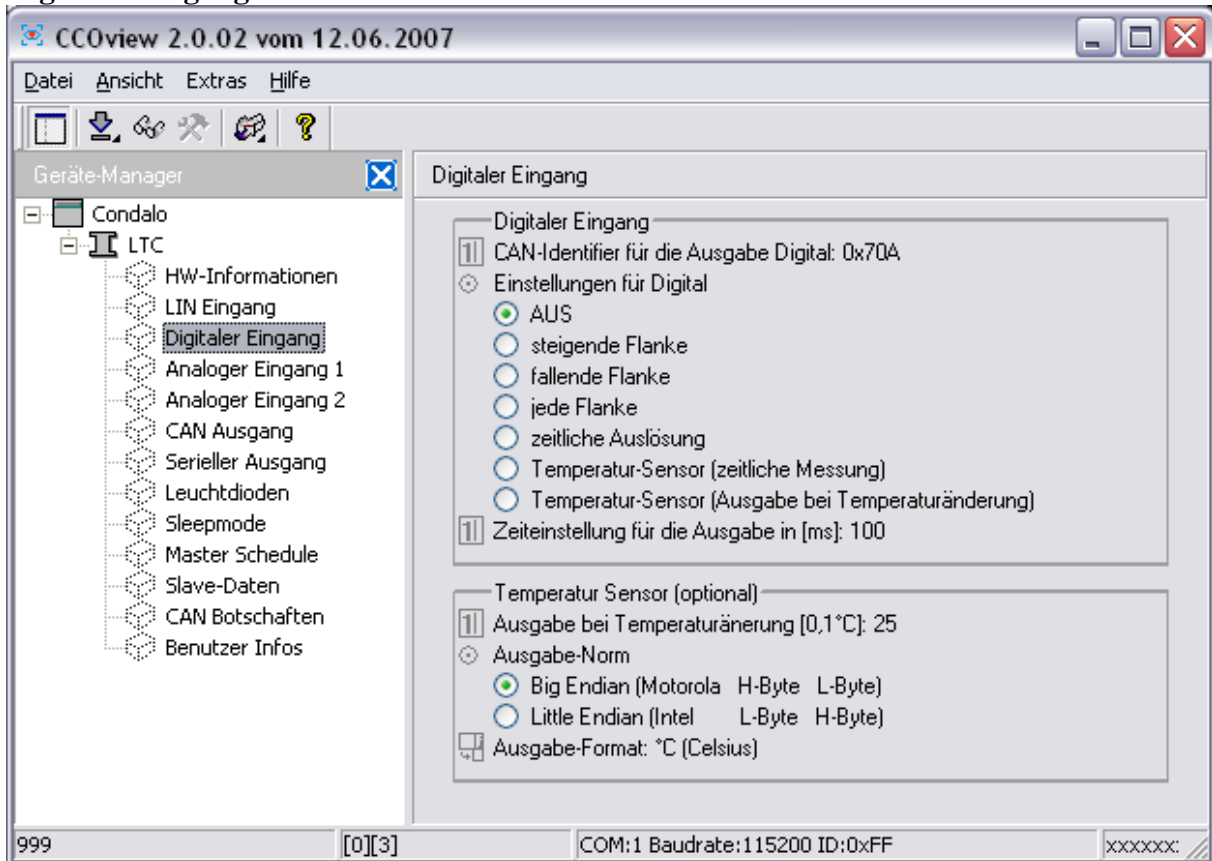 CCOview 2.0.02 vom 12.06.2007
Datei Ansicht Extras Hilfe
Geräte-Manager
Condalo
LTC
HW-Informationen
LIN Eingang
Digitaler Eingang
Analoger Eingang 1
Analoger Eingang 2
CAN Ausgang
Serieller Ausgang
Leuchtdioden
Sleepmode
Master Schedule
Slave-Daten
CAN Botschaften
Benutzer Infos
Digitaler Eingang
Digitaler Eingang
CAN-Identifier für die Ausgabe Digital: 0x70A
Einstellungen für Digital
AUS
steigende Flanke
fallende Flanke
jede Flanke
zeitliche Auslösung
Temperatur-Sensor (zeitliche Messung)
Temperatur-Sensor (Ausgabe bei Temperaturänderung)
Zeiteinstellung für die Ausgabe in [ms]: 100
Temperatur Sensor (optional)
Ausgabe bei Temperaturänerung [0,1°C]: 25
Ausgabe-Norm
Big Endian (Motorola H-Byte L-Byte)
Little Endian (Intel L-Byte H-Byte)
Ausgabe-Format: °C (Celsius)
999 [0][3] COM:1 Baudrate:115200 ID:0xFF xxxxxx: